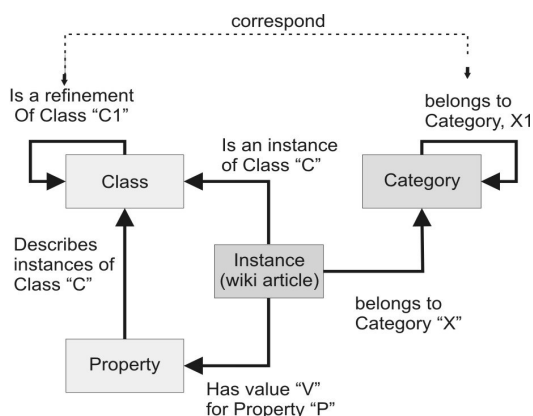 correspond
Is a refinement
Of Class “C1”
belongs to
Category, X1
Is an instance
of Class “C”
Class
Category
Describes
instances of
Class “C”
Instance
(wiki article)
belongs to
Category “X”
Property
Has value “V”
for Property “P”